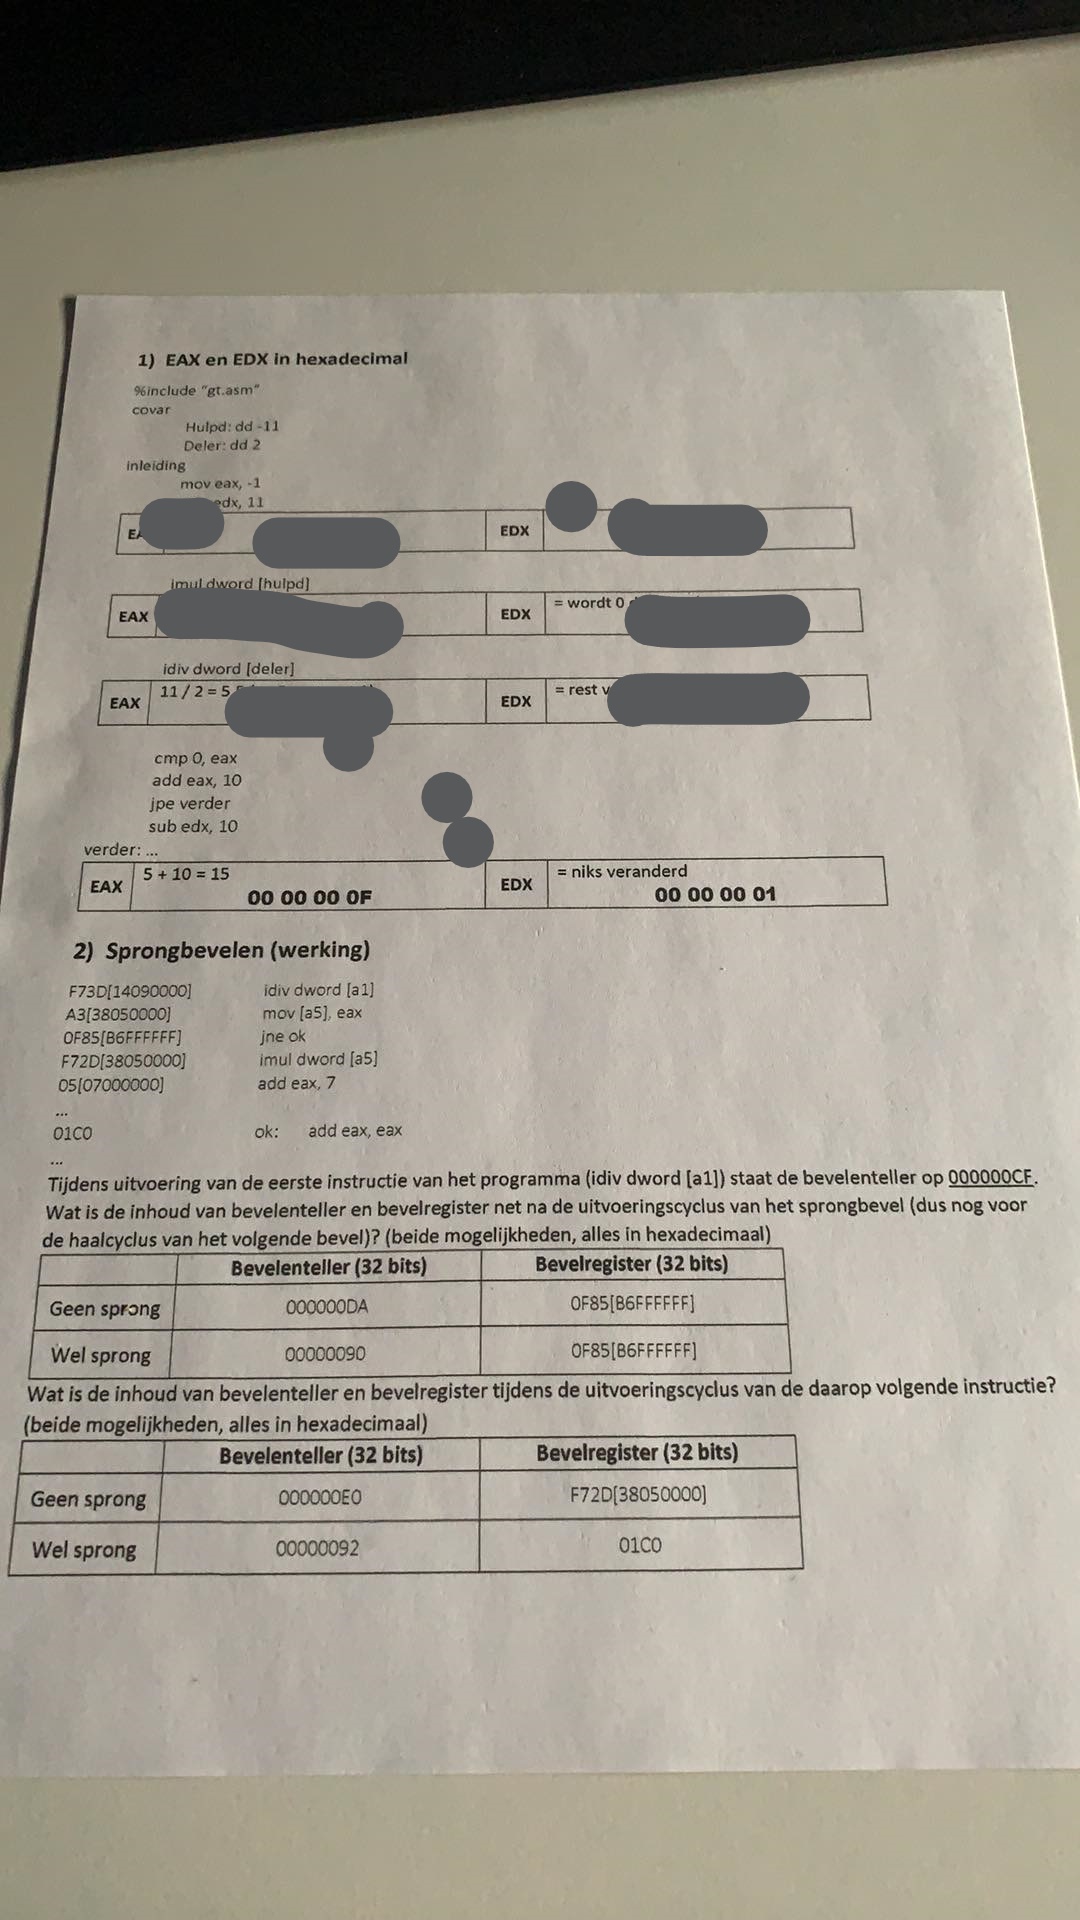 1) EAX en EDX in hexadecimal
%include "gt.asm"
covar
Hulpd: dd -11
Deler: dd 2
inleiding
mov eax, -1
edx, 11
EDX
imul dword [hulpd]
EAX EDX = wordt 0
idiv dword [deler]
EAX 11 / 2 = 5 EDX = rest
cmp 0, eax
add eax, 10
jpe verder
sub edx, 10
verder: ...
EAX 5 + 10 = 15 00 00 00 0F EDX = niks veranderd 00 00 00 01
2) Sprongbevelen (werking)
F73D[14090000] idiv dword [a1]
A3[38050000] mov [a5], eax
0F85[B6FFFFFF] jne ok
F72D[38050000] imul dword [a5]
05[07000000] add eax, 7
...
01C0 ok: add eax, eax
...
Tijdens uitvoering van de eerste instructie van het programma (idiv dword [a1]) staat de bevelenteller op 000000CF.
Wat is de inhoud van bevelenteller en bevelregister net na de uitvoeringscyclus van het sprongbevel (dus nog voor
de haalcyclus van het volgende bevel)? (beide mogelijkheden, alles in hexadecimaal)
Bevelenteller (32 bits) Bevelregister (32 bits)
Geen sprong 000000DA 0F85[B6FFFFFF]
Wel sprong 00000090 0F85[B6FFFFFF]
Wat is de inhoud van bevelenteller en bevelregister tijdens de uitvoeringscyclus van de daarop volgende instructie?
(beide mogelijkheden, alles in hexadecimaal)
Bevelenteller (32 bits) Bevelregister (32 bits)
Geen sprong 000000E0 F72D[38050000]
Wel sprong 00000092 01C0